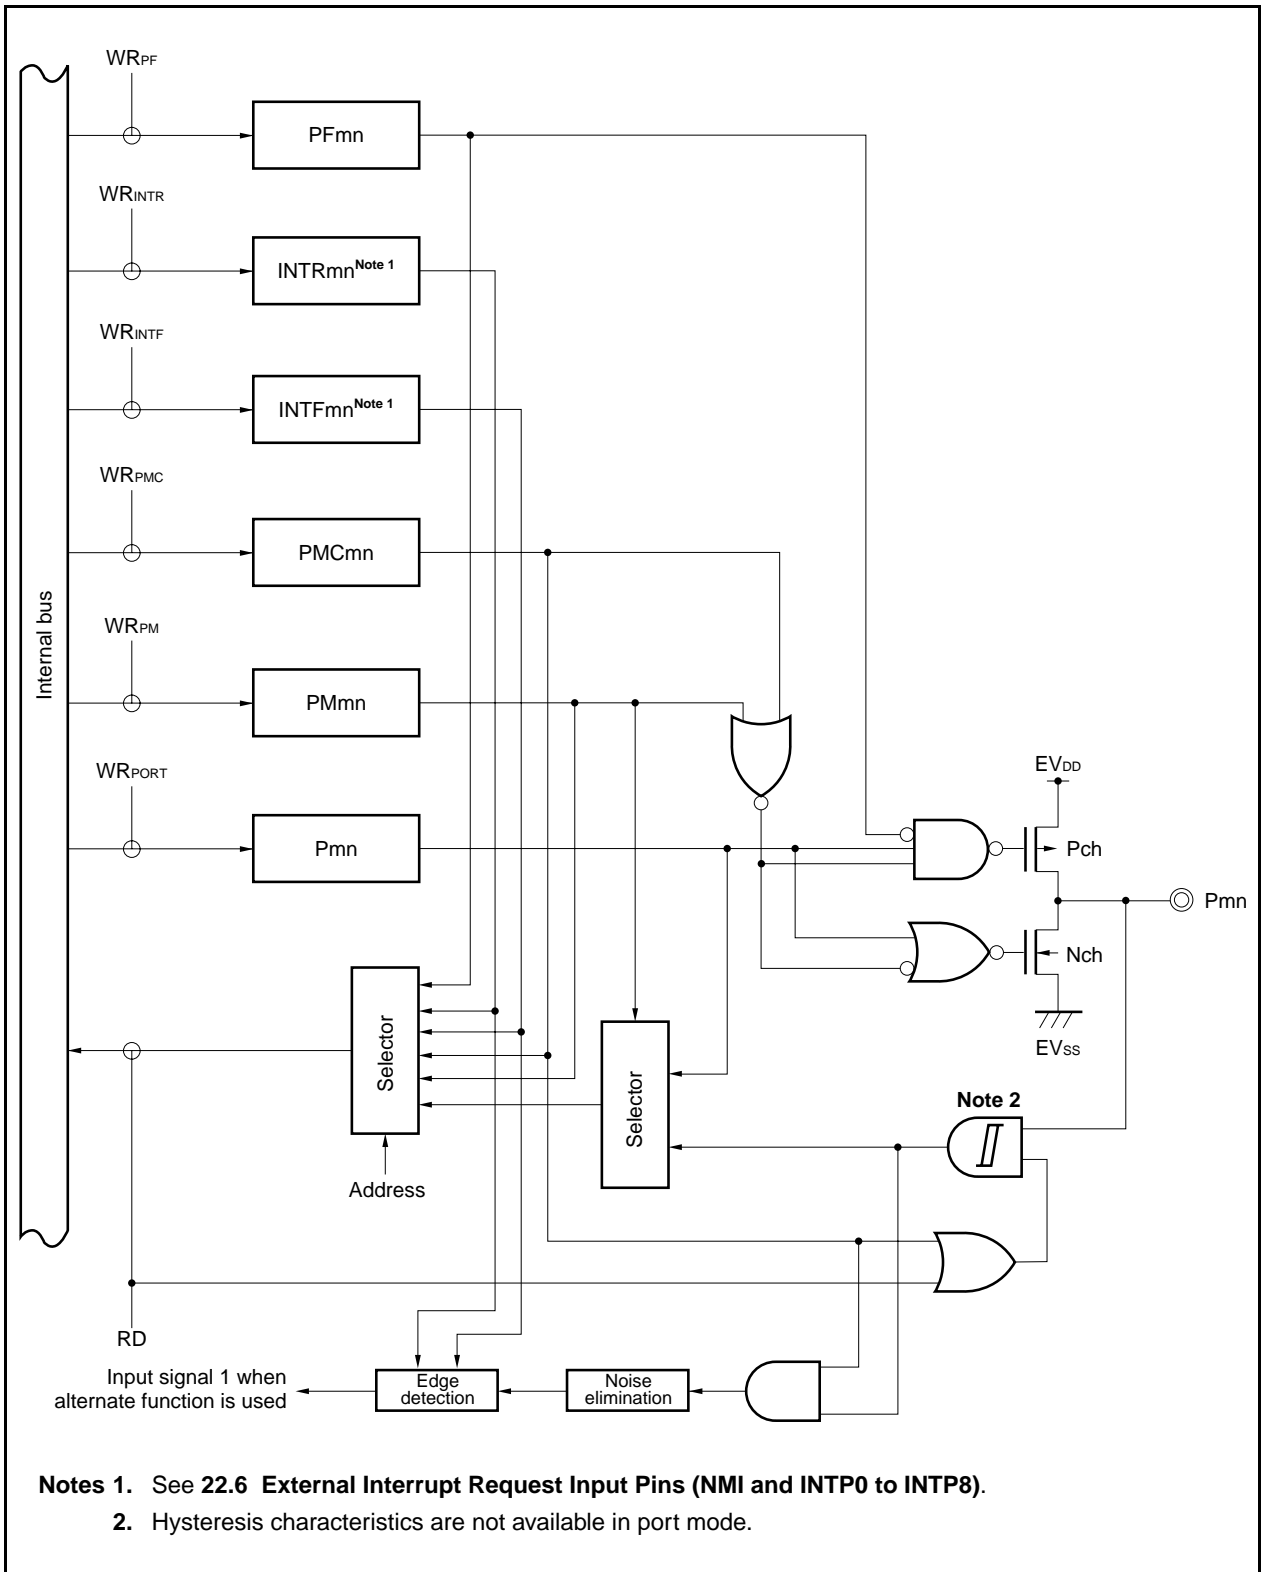 WRPF
PFmn
WRINTR
INTRmnNote 1
WRINTF
INTFmnNote 1
WRPMC
PMCmn
Internal bus
WRPM
PMmn
WRPORT
Pmn
EVDD
Pch
Pmn
Nch
EVSS
Selector
Selector
Note 2
Address
RD
Input signal 1 when
alternate function is used
Edge
detection
Noise
elimination
Notes 1. See 22.6 External Interrupt Request Input Pins (NMI and INTP0 to INTP8).
2. Hysteresis characteristics are not available in port mode.